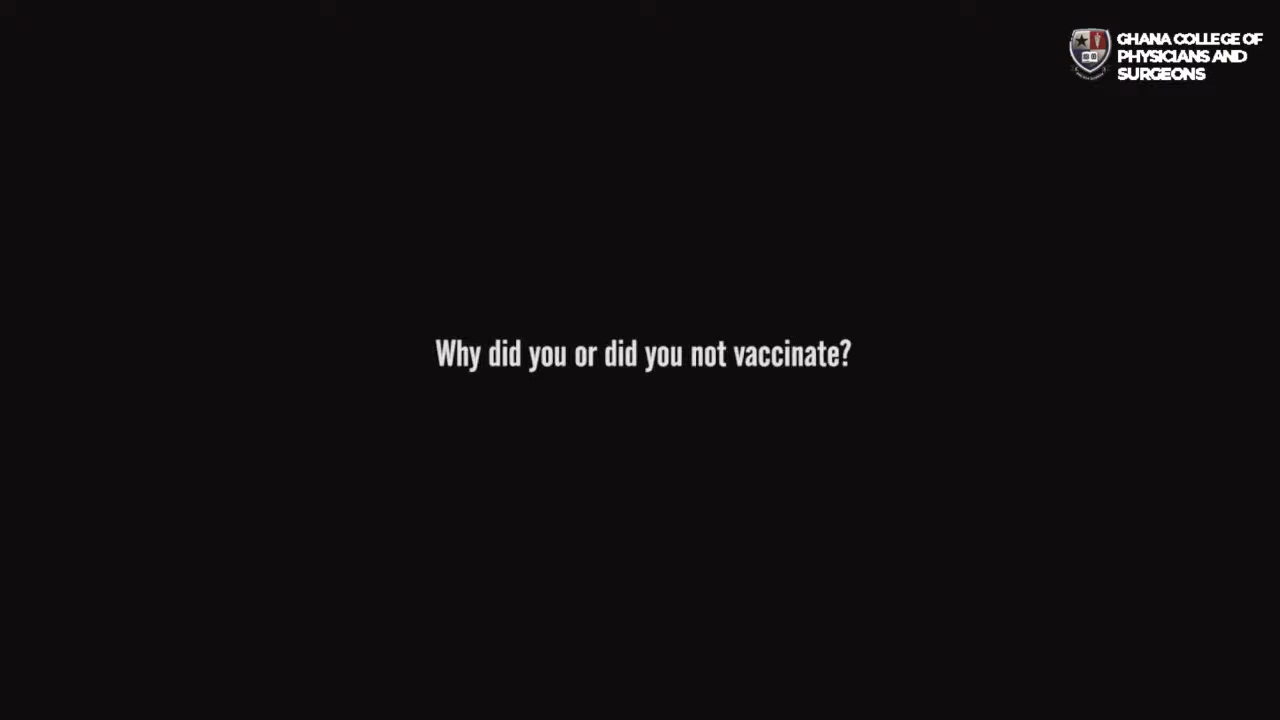 GHANA COLLEGE OF
PHYSICIANS AND
SURGEONS
Why did you or did you not vaccinate?